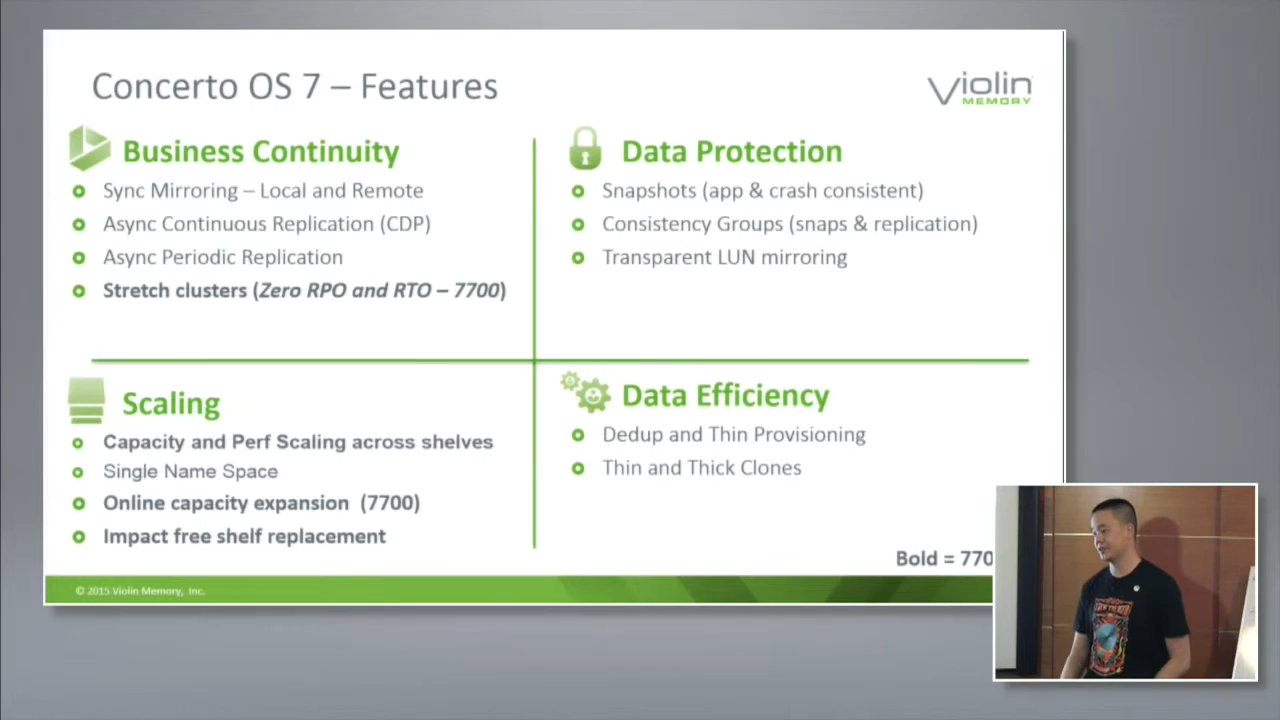 Concerto OS 7 – Features
Violin
MEMORY
Business Continuity
Sync Mirroring – Local and Remote
Async Continuous Replication (CDP)
Async Periodic Replication
Stretch clusters (Zero RPO and RTO – 7700)
Data Protection
Snapshots (app & crash consistent)
Consistency Groups (snaps & replication)
Transparent LUN mirroring
Scaling
Capacity and Perf Scaling across shelves
Single Name Space
Online capacity expansion (7700)
Impact free shelf replacement
Data Efficiency
Dedup and Thin Provisioning
Thin and Thick Clones
Bold = 770
© 2015 Violin Memory, Inc.